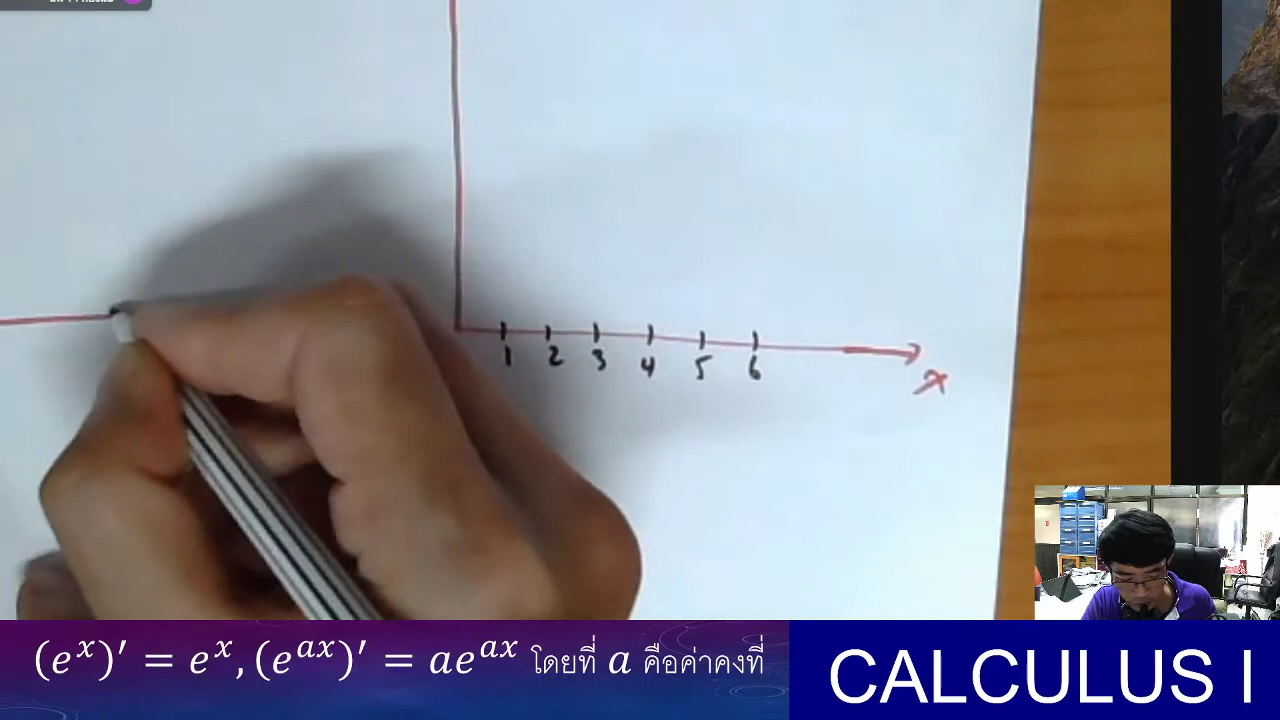 1 2 3 4 5 6
x
(eˣ)′ = eˣ, (eᵃˣ)′ = aeᵃˣ โดยที่ a คือค่าคงที่
CALCULUS I